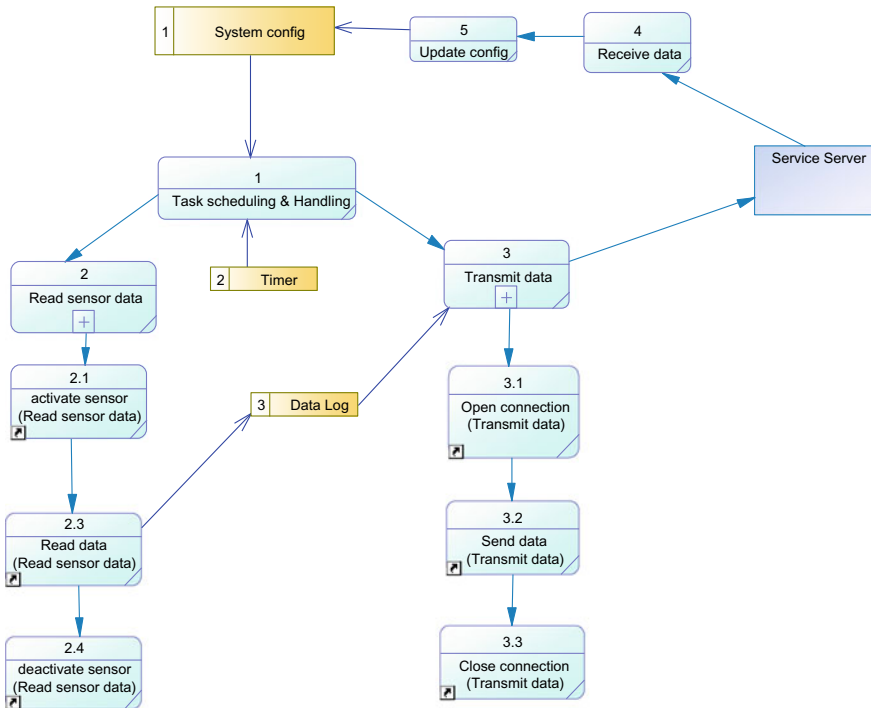 1
System config
5
Update config
4
Receive data
Service Server
1
Task scheduling & Handling
2
Read sensor data
2
Timer
3
Transmit data
2.1
activate sensor
(Read sensor data)
3
Data Log
3.1
Open connection
(Transmit data)
2.3
Read data
(Read sensor data)
3.2
Send data
(Transmit data)
2.4
deactivate sensor
(Read sensor data)
3.3
Close connection
(Transmit data)